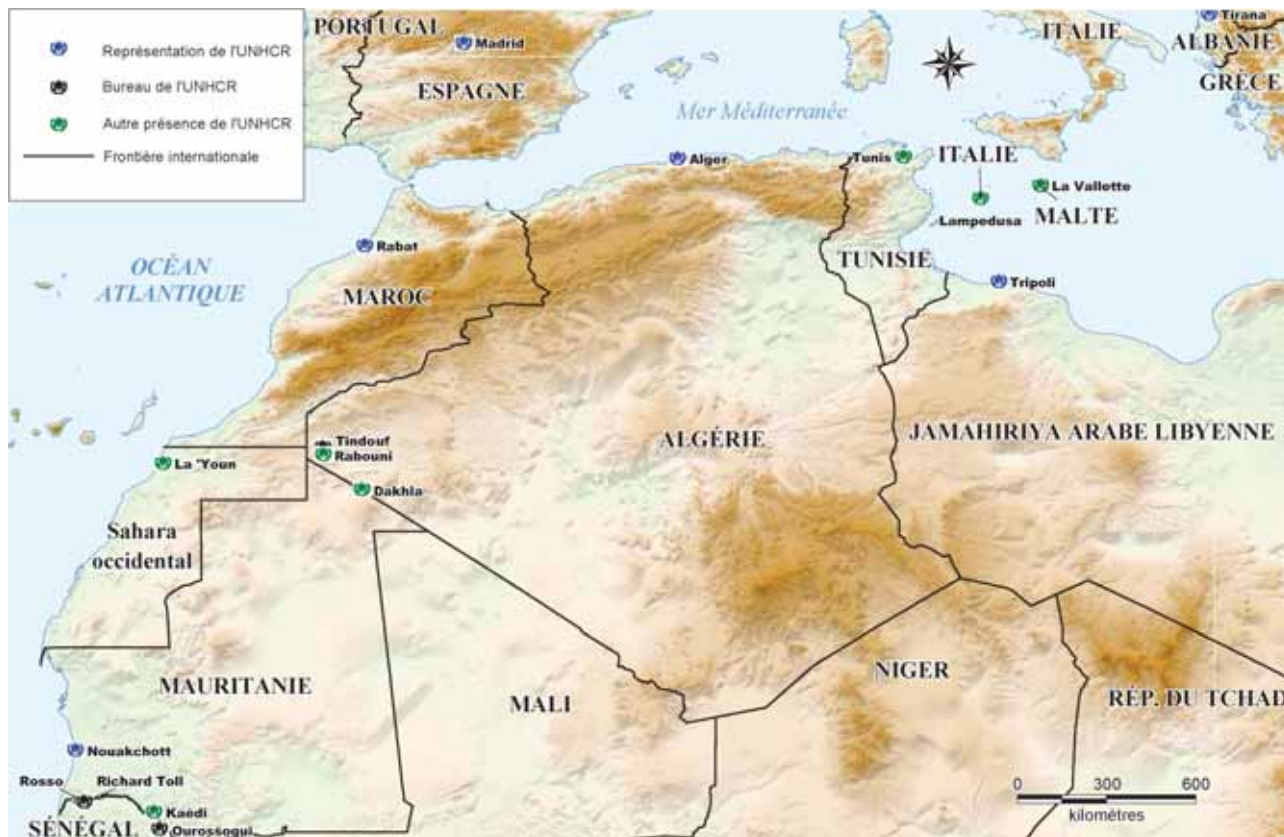 Représentation de l'UNHCR
Bureau de l'UNHCR
Autre présence de l'UNHCR
Frontière internationale
PORTUGAL
Madrid
ESPAGNE
ITALIE
Tirana
ALBANIE
GRÈCE
Mer Méditerranée
Alger
Tunis
ITALIE
La Vallotte
Lampedusa
MALTE
Rabat
OCÉAN
ATLANTIQUE
MAROC
TUNISIË
Tripoli
Tindouf
Rabouni
La 'Youn
Dakhla
ALGÉRIE
JAMAHIRIYA ARABE LIBYENNE
Sahara
occidental
MAURITANIE
MALI
NIGER
RÉP. DU TCHAD
Nouakchott
Rosso
Richard Toll
Kaedi
SÉNÉGAL
Ourossogui
0 300 600
kilométres